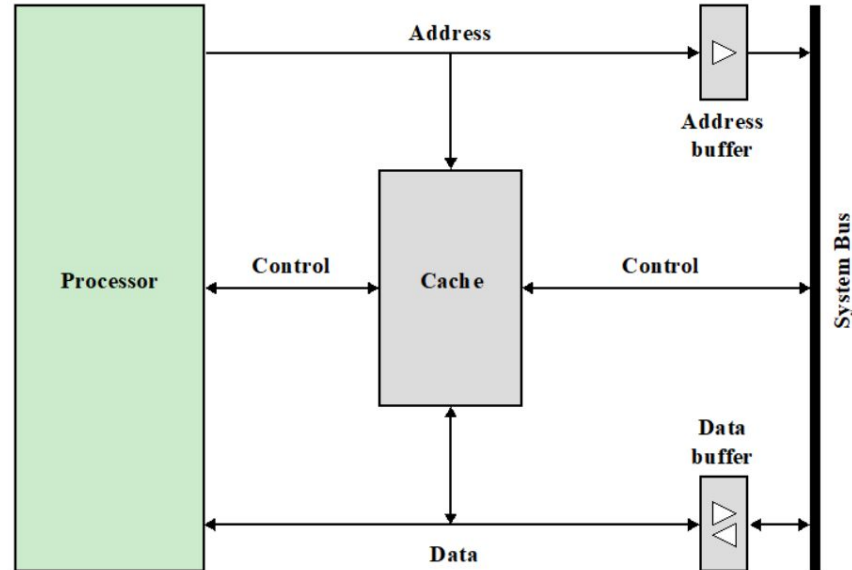 Address
Address
buffer
Processor
Control
Cache
Control
System Bus
Data
buffer
Data